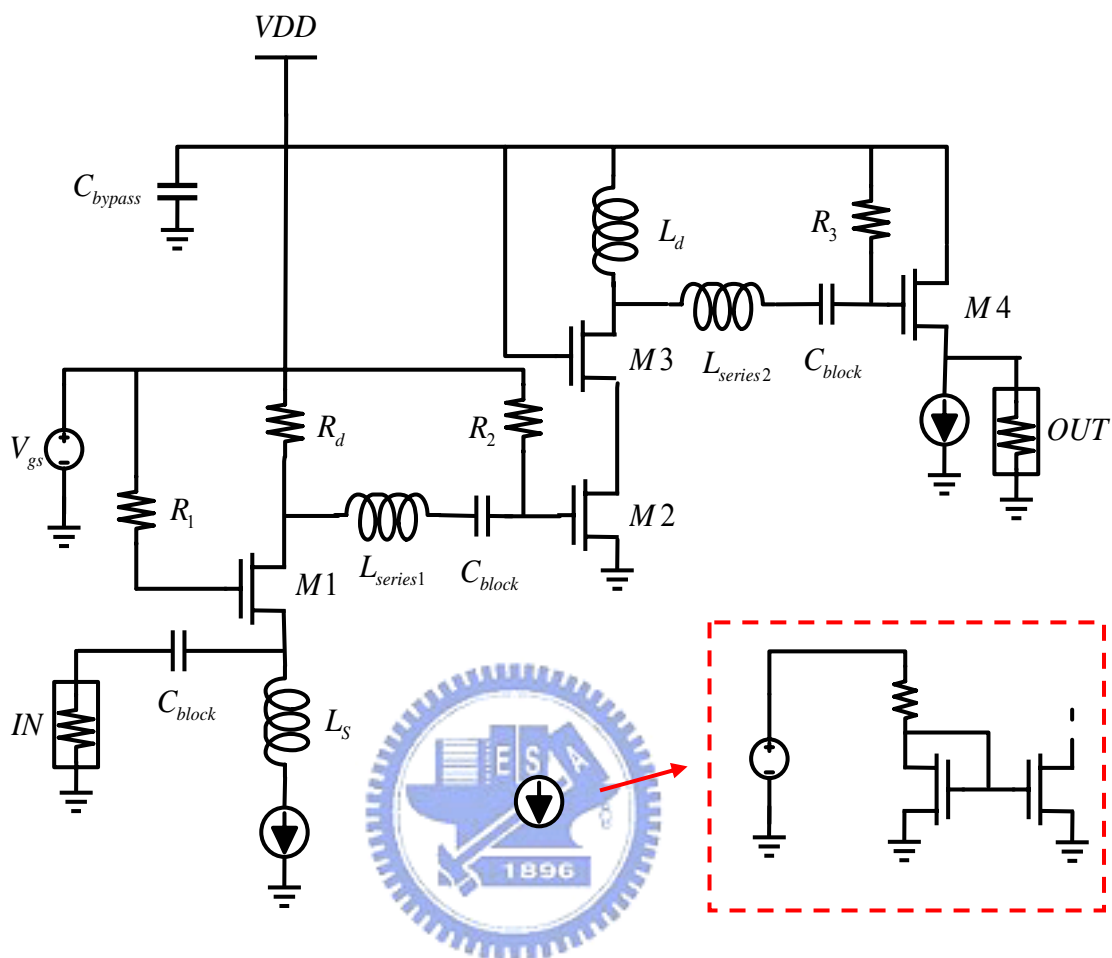 VDD
C_bypass
L_d
R_3
M4
M3
L_series2
C_block
OUT
V_gs
R_d
R_2
R_1
M2
L_series1
C_block
M1
C_block
IN
L_S
E S A
1896